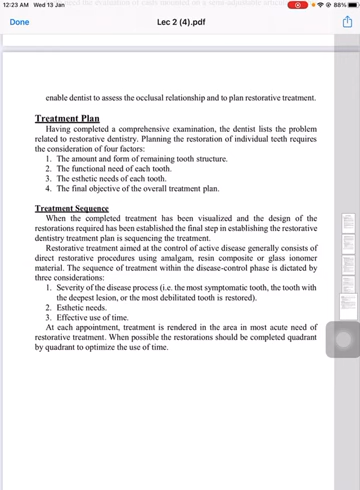 12:23 AM Wed 13 Jan
88%
Done
Lec 2 (4).pdf
enable dentist to assess the occlusal relationship and to plan restorative treatment.
Treatment Plan
Having completed a comprehensive examination, the dentist lists the problem
related to restorative dentistry. Planning the restoration of individual teeth requires
the consideration of four factors:
1. The amount and form of remaining tooth structure.
2. The functional need of each tooth.
3. The esthetic needs of each tooth.
4. The final objective of the overall treatment plan.
Treatment Sequence
When the completed treatment has been visualized and the design of the
restorations required has been established the final step in establishing the restorative
dentistry treatment plan is sequencing the treatment.
Restorative treatment aimed at the control of active disease generally consists of
direct restorative procedures using amalgam, resin composite or glass ionomer
material. The sequence of treatment within the disease-control phase is dictated by
three considerations:
1. Severity of the disease process (i.e. the most symptomatic tooth, the tooth with
the deepest lesion, or the most debilitated tooth is restored).
2. Esthetic needs.
3. Effective use of time.
At each appointment, treatment is rendered in the area in most acute need of
restorative treatment. When possible the restorations should be completed quadrant
by quadrant to optimize the use of time.